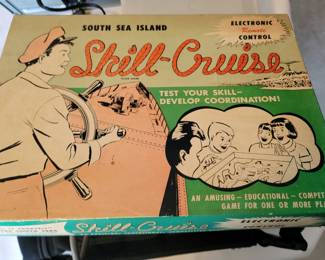 SOUTH SEA ISLAND
ELECTRONIC
Remote
CONTROL
Skill-Cruise
TEST YOUR SKILL-
DEVELOP COORDINATION!
AN AMUSING - EDUCATIONAL - COMPET
GAME FOR ONE OR MORE PL
Skill-Cruise
ELECTRONIC